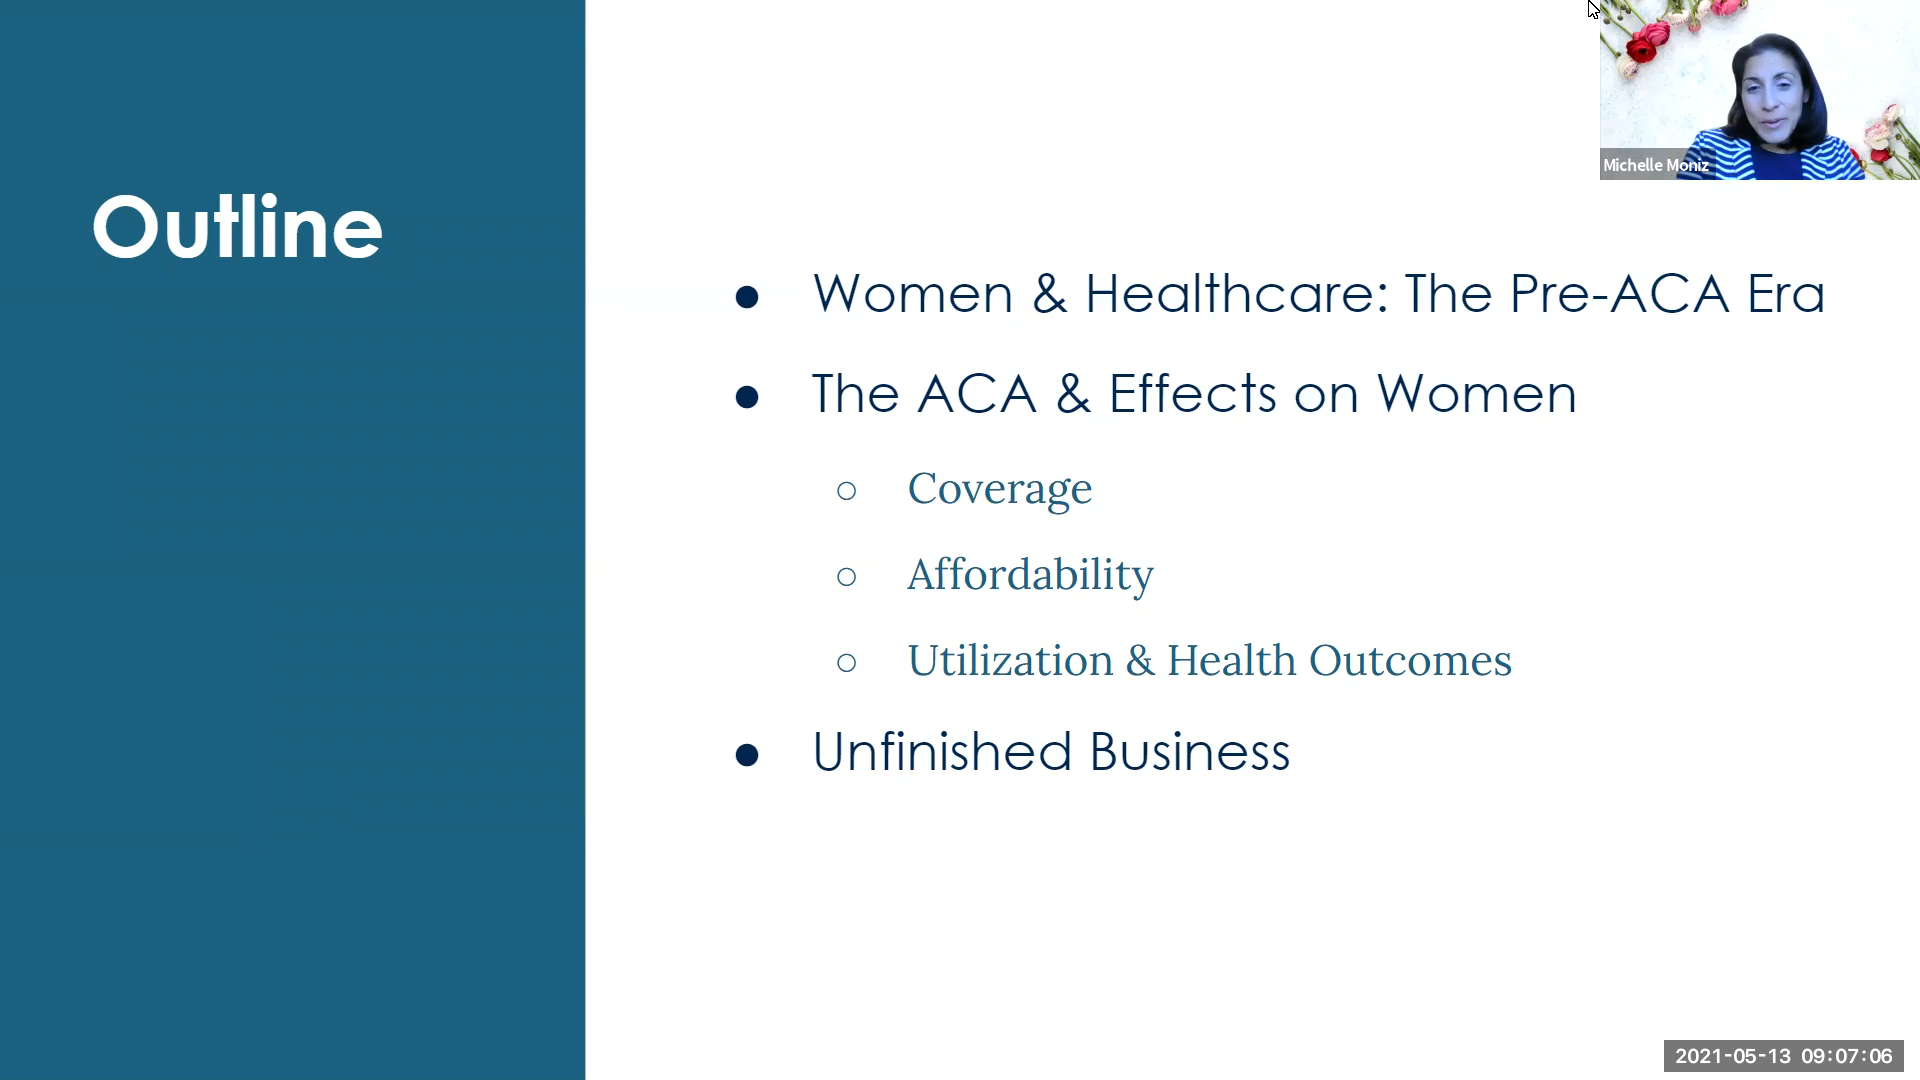 Outline
Michelle Moniz
● Women & Healthcare: The Pre-ACA Era
● The ACA & Effects on Women
○ Coverage
○ Affordability
○ Utilization & Health Outcomes
● Unfinished Business
2021-05-13 09:07:06